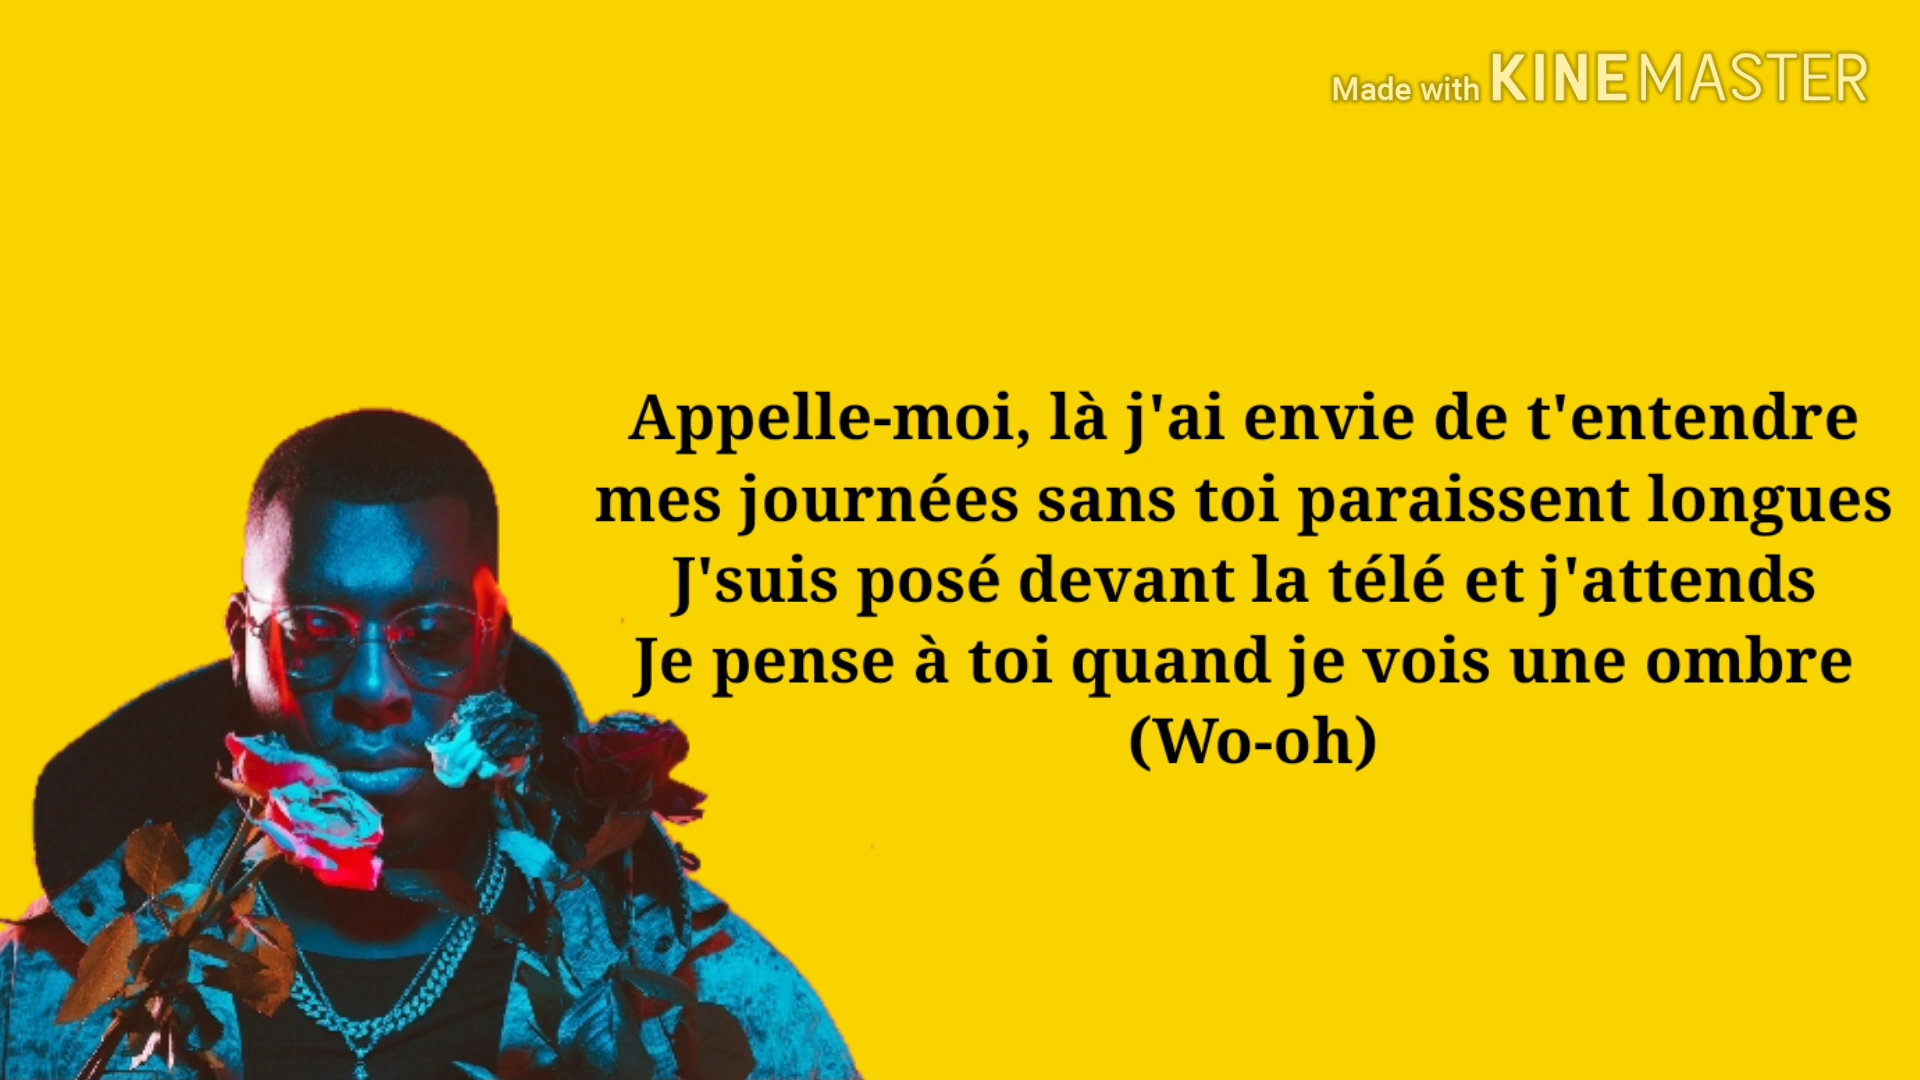 Made with KINEMASTER
Appelle-moi, là j'ai envie de t'entendre
mes journées sans toi paraissent longues
J'suis posé devant la télé et j'attends
Je pense à toi quand je vois une ombre
(Wo-oh)